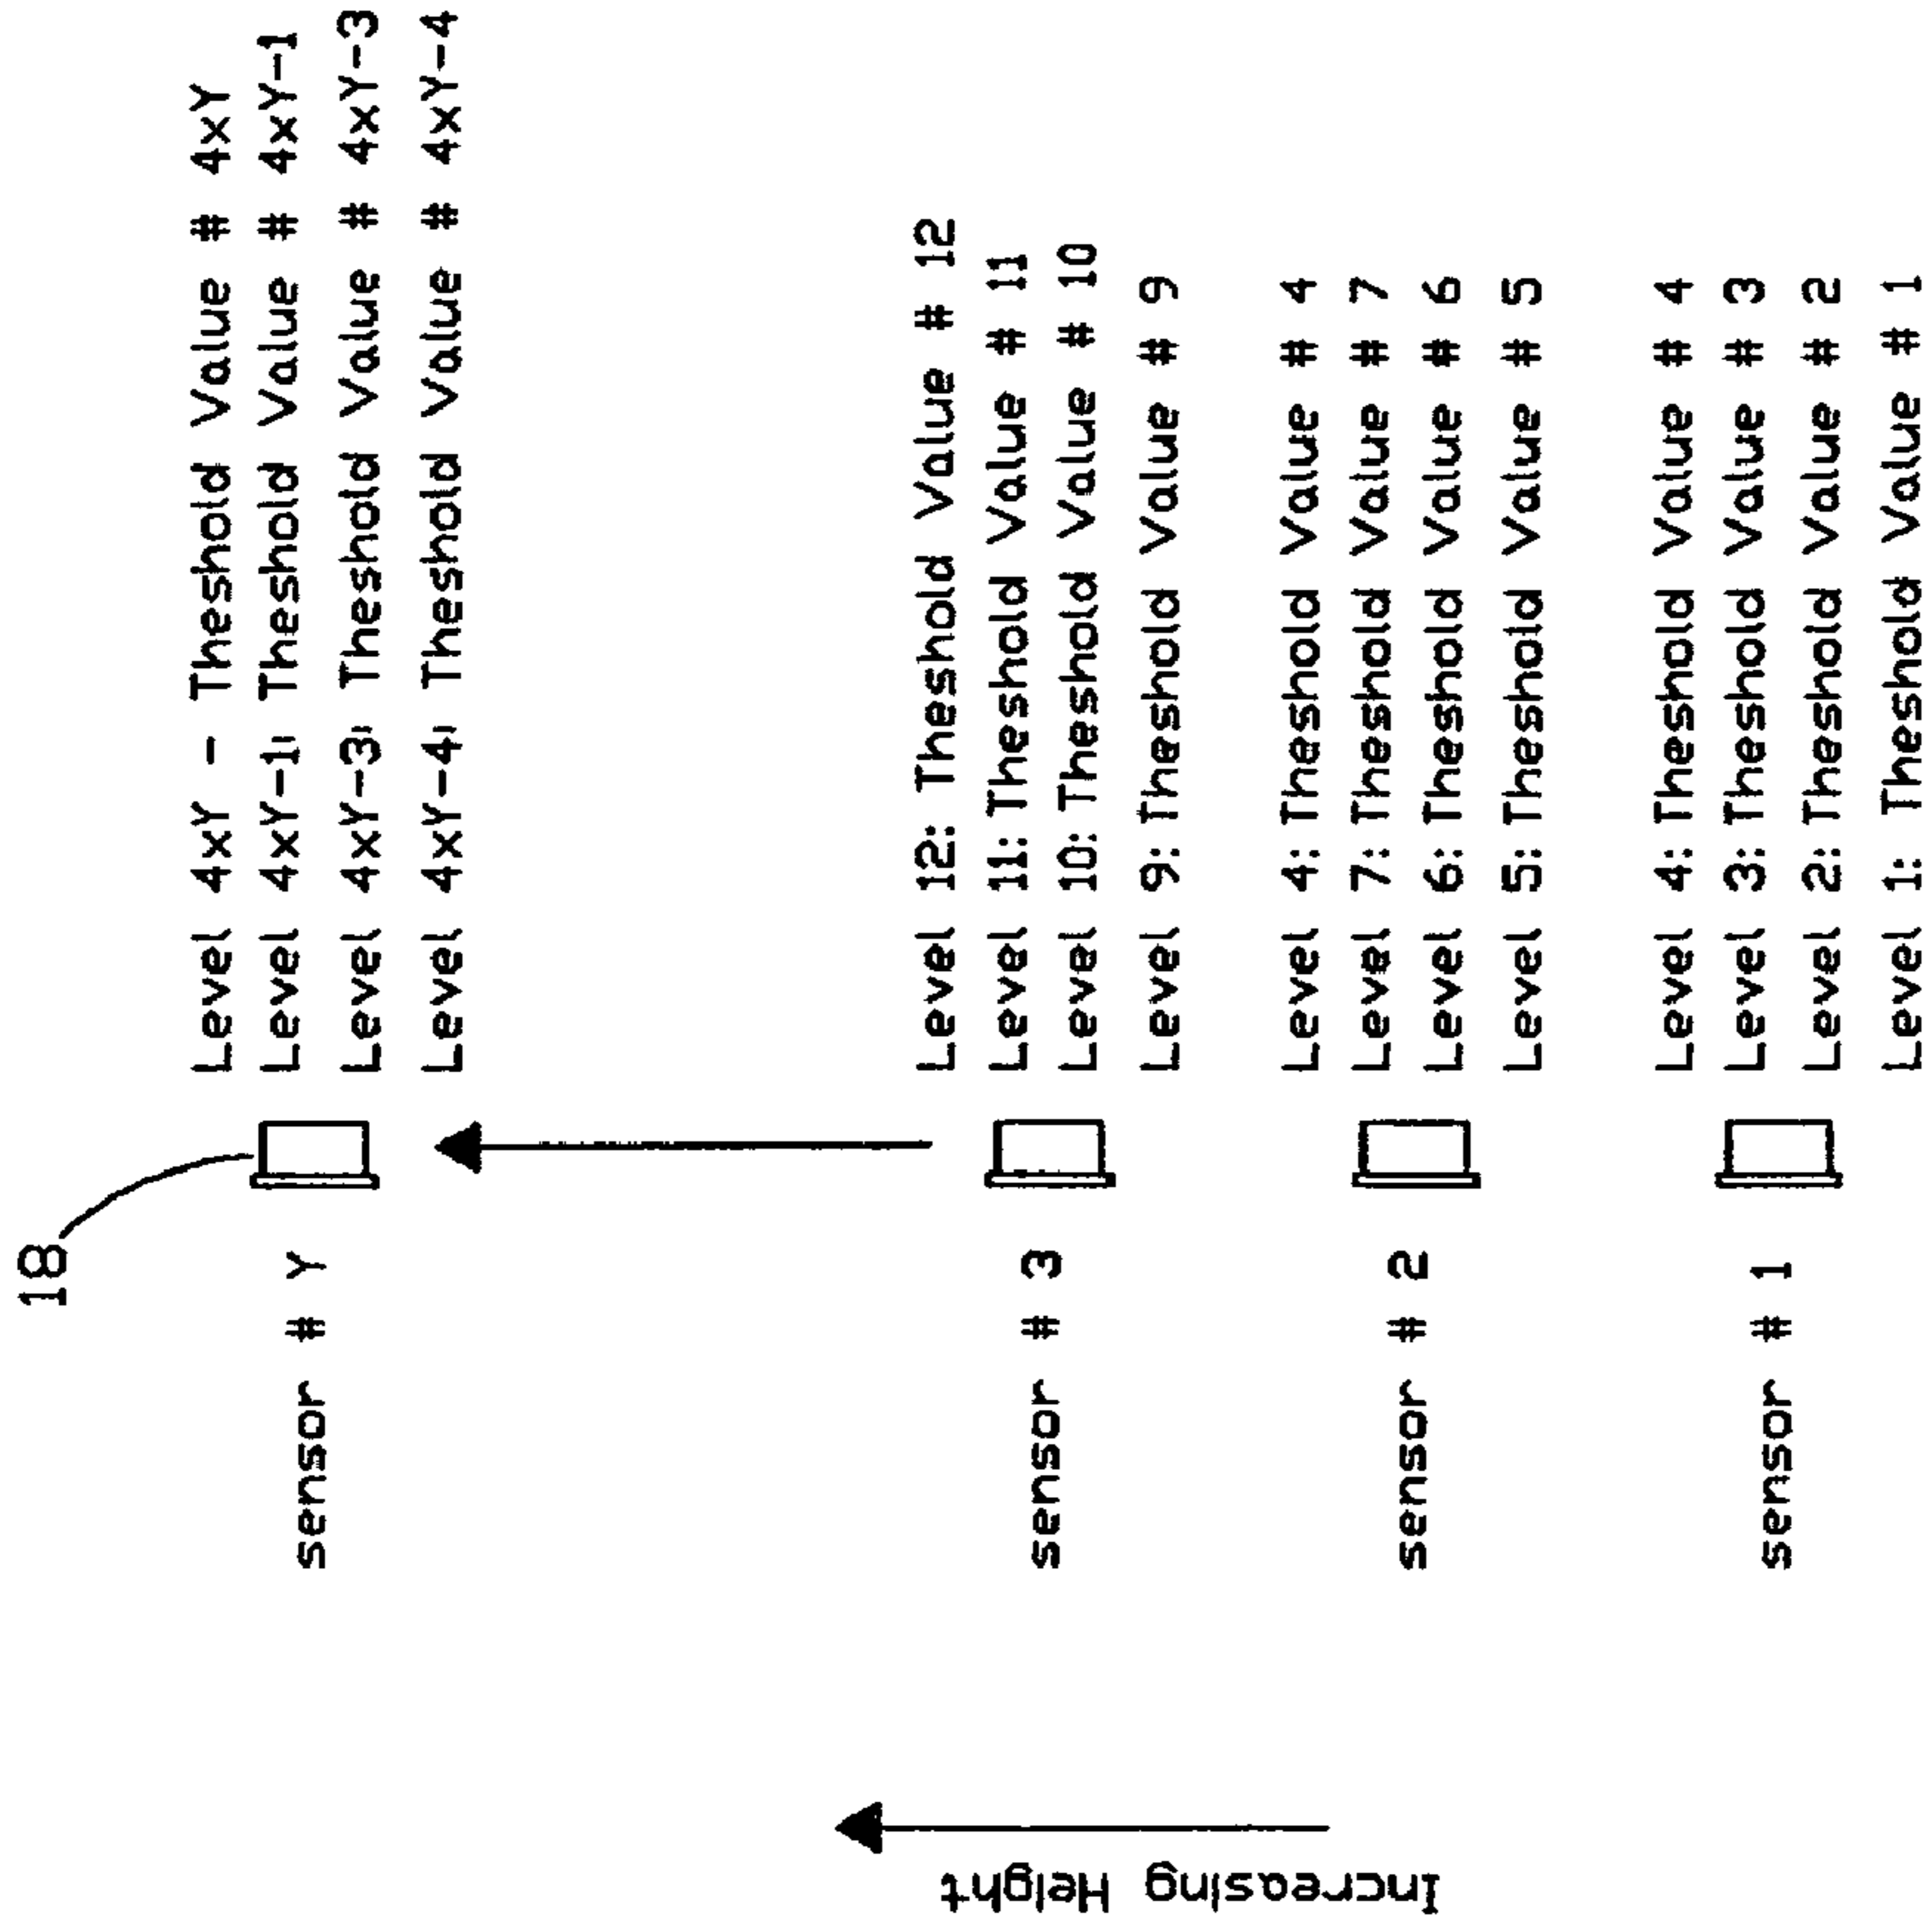 18
sensor # Y
Level 4xY - Theshold Value # 4xY
Level 4xY-1: Theshold Value # 4xY-1
Level 4xY-3: Theshold Value # 4xY-3
Level 4xY-4: Theshold Value # 4xY-4
sensor # 3
Level 12: Theshold Value # 12
Level 11: Theshold Value # 11
Level 10: Theshold Value # 10
Level 9: Theshold Value # 9
sensor # 2
Level 4: Theshold Value # 4
Level 7: Theshold Value # 7
Level 6: Theshold Value # 6
Level 5: Theshold Value # 5
sensor # 1
Level 4: Theshold Value # 4
Level 3: Theshold Value # 3
Level 2: Theshold Value # 2
Level 1: Theshold Value # 1
Increasing Height